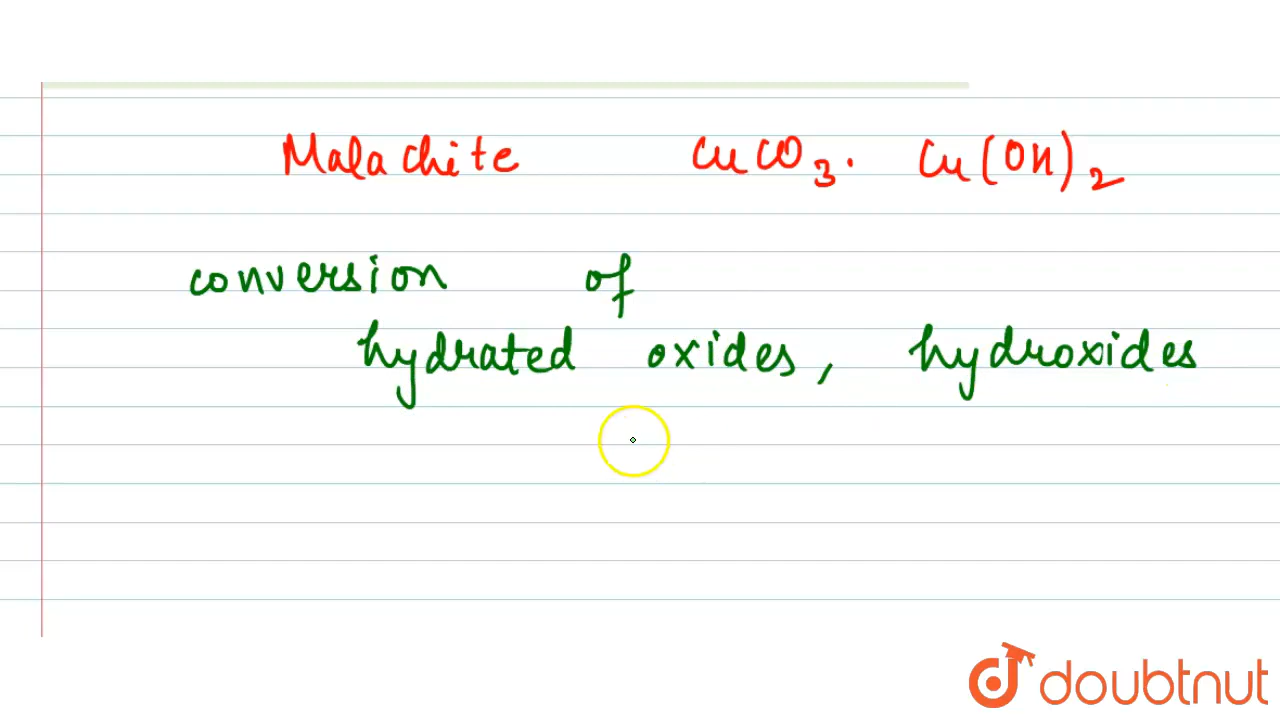 Malachite CuCO3. Cu(OH)2
conversion of
hydrated oxides, hydroxides
doubtnut